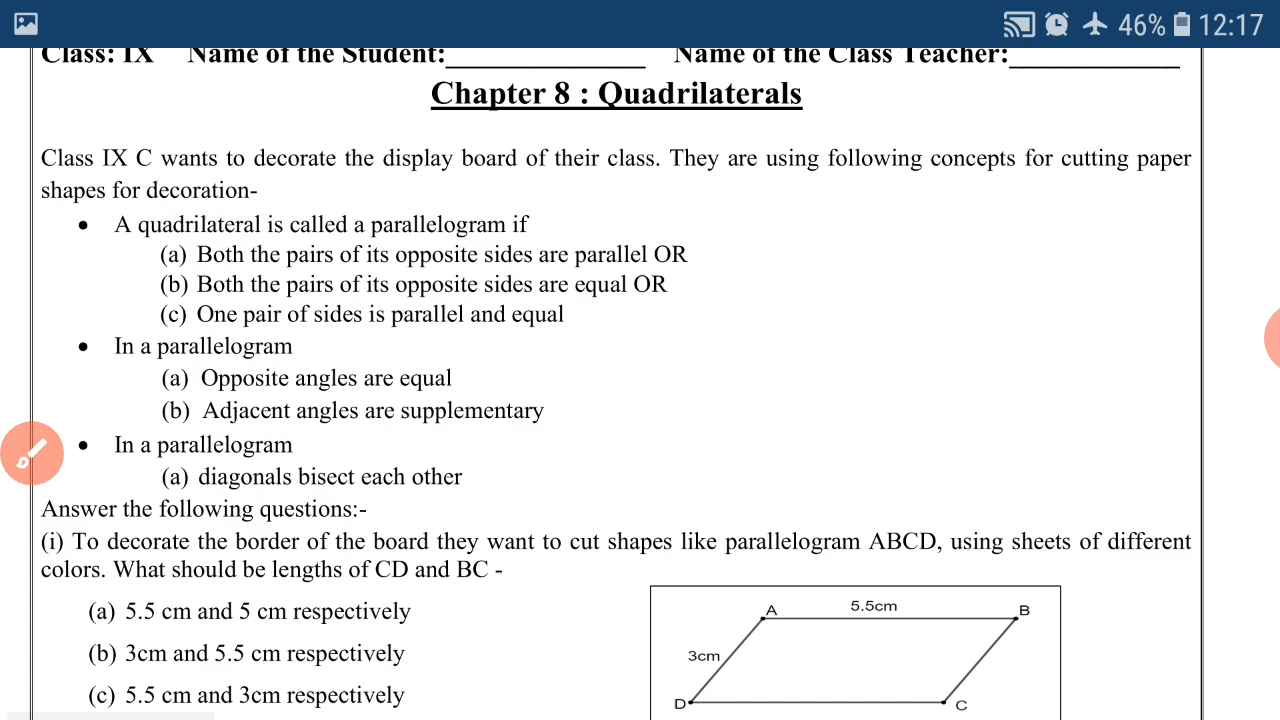 46% 12:17
Class: IX Name of the Student:______________ Name of the Class Teacher:____________
Chapter 8 : Quadrilaterals
Class IX C wants to decorate the display board of their class. They are using following concepts for cutting paper
shapes for decoration-
• A quadrilateral is called a parallelogram if
(a) Both the pairs of its opposite sides are parallel OR
(b) Both the pairs of its opposite sides are equal OR
(c) One pair of sides is parallel and equal
• In a parallelogram
(a) Opposite angles are equal
(b) Adjacent angles are supplementary
• In a parallelogram
(a) diagonals bisect each other
Answer the following questions:-
(i) To decorate the border of the board they want to cut shapes like parallelogram ABCD, using sheets of different
colors. What should be lengths of CD and BC -
(a) 5.5 cm and 5 cm respectively
(b) 3cm and 5.5 cm respectively
(c) 5.5 cm and 3cm respectively
A 5.5cm B
3cm
D C